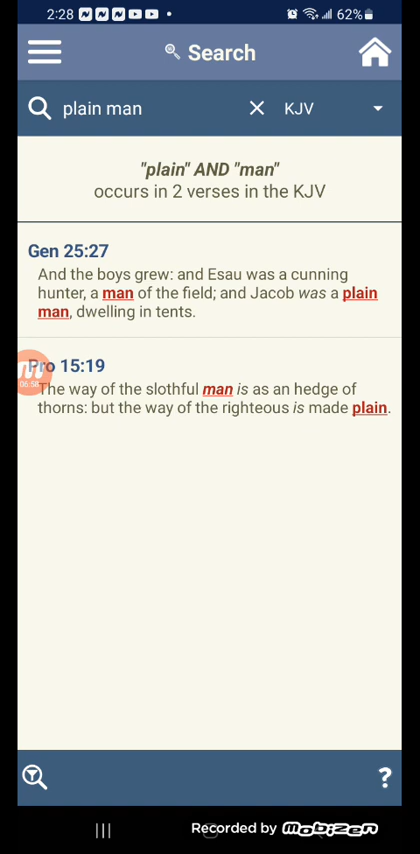 2:28 62%
Search
plain man KJV
"plain" AND "man"
occurs in 2 verses in the KJV
Gen 25:27
And the boys grew: and Esau was a cunning
hunter, a man of the field; and Jacob was a plain
man, dwelling in tents.
Pro 15:19
06:58
The way of the slothful man is as an hedge of
thorns: but the way of the righteous is made plain.
?
Recorded by mobizen